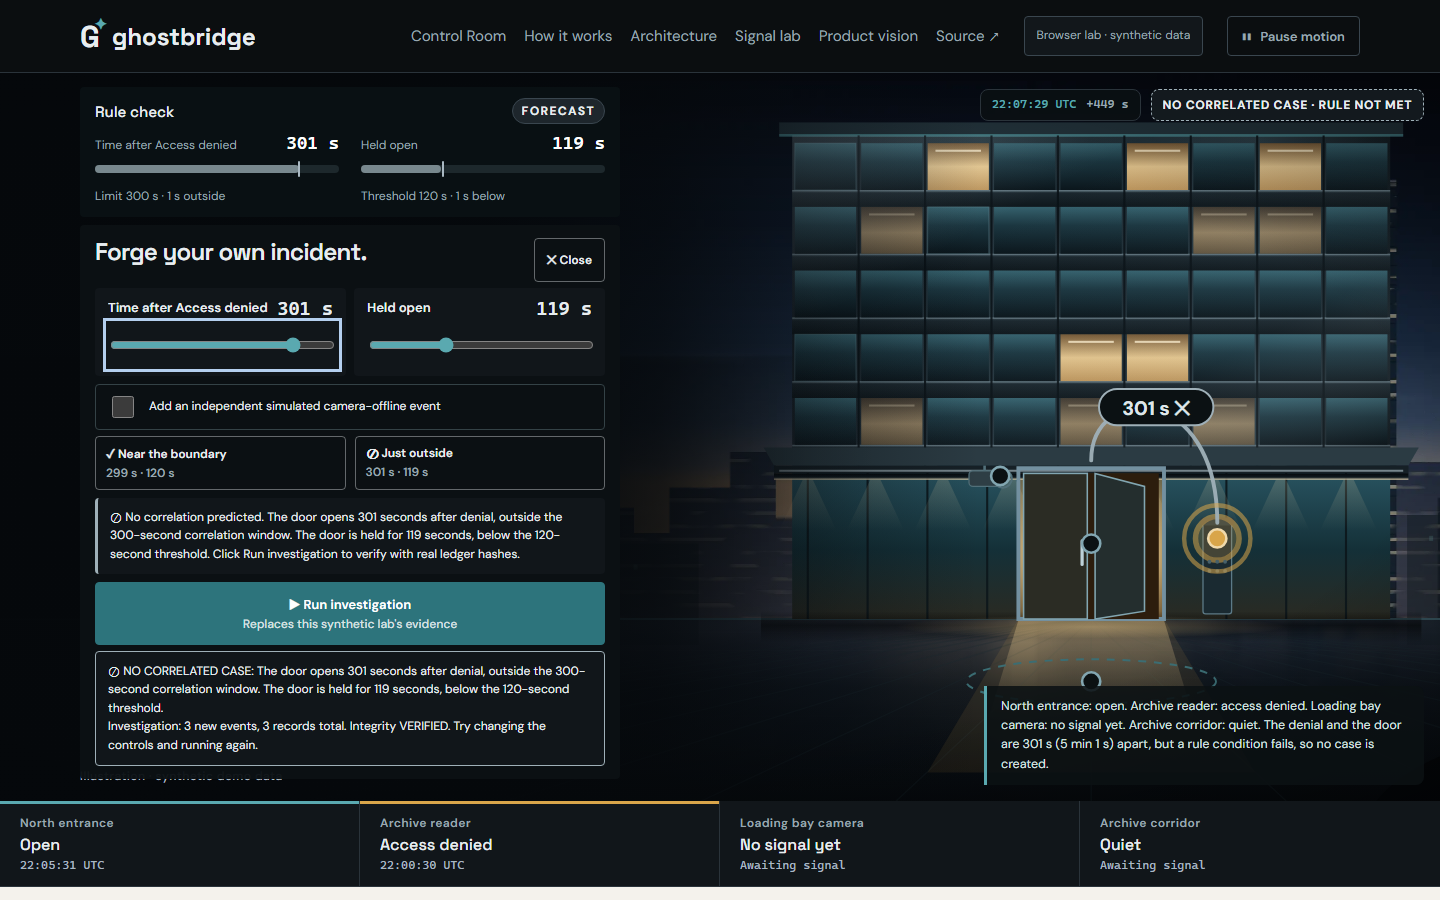 ghostbridge
Control Room
How it works
Architecture
Signal lab
Product vision
Source ↗
Browser lab · synthetic data
Pause motion
Rule check
FORECAST
Time after Access denied 301 s
Held open 119 s
Limit 300 s · 1 s outside
Threshold 120 s · 1 s below
Forge your own incident.
✕ Close
Time after Access denied 301 s
Held open 119 s
Add an independent simulated camera-offline event
✓ Near the boundary
299 s · 120 s
Just outside
301 s · 119 s
No correlation predicted. The door opens 301 seconds after denial, outside the
300-second correlation window. The door is held for 119 seconds, below the 120-
second threshold. Click Run investigation to verify with real ledger hashes.
▶ Run investigation
Replaces this synthetic lab's evidence
NO CORRELATED CASE: The door opens 301 seconds after denial, outside the 300-
second correlation window. The door is held for 119 seconds, below the 120-second
threshold.
Investigation: 3 new events, 3 records total. Integrity VERIFIED. Try changing the
controls and running again.
22:07:29 UTC +449 s
NO CORRELATED CASE · RULE NOT MET
301 s ✕
North entrance: open. Archive reader: access denied. Loading bay
camera: no signal yet. Archive corridor: quiet. The denial and the door
are 301 s (5 min 1 s) apart, but a rule condition fails, so no case is
created.
North entrance
Open
22:05:31 UTC
Archive reader
Access denied
22:00:30 UTC
Loading bay camera
No signal yet
Awaiting signal
Archive corridor
Quiet
Awaiting signal